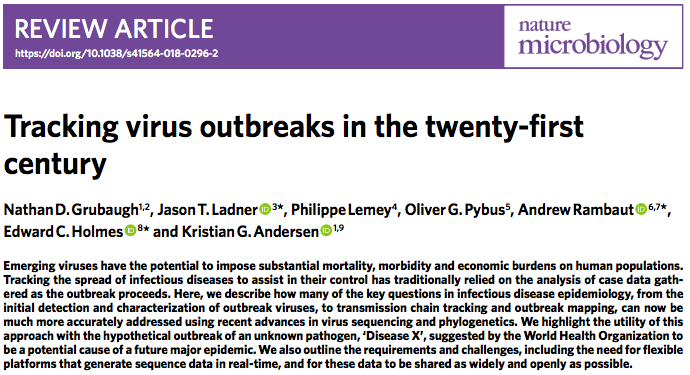 REVIEW ARTICLE
https://doi.org/10.1038/s41564-018-0296-2
nature
microbiology
Tracking virus outbreaks in the twenty-first
century
Nathan D. Grubaugh1,2, Jason T. Ladner iD 3*, Philippe Lemey4, Oliver G. Pybus5, Andrew Rambaut iD 6,7*,
Edward C. Holmes iD 8* and Kristian G. Andersen iD 1,9
Emerging viruses have the potential to impose substantial mortality, morbidity and economic burdens on human populations.
Tracking the spread of infectious diseases to assist in their control has traditionally relied on the analysis of case data gath-
ered as the outbreak proceeds. Here, we describe how many of the key questions in infectious disease epidemiology, from the
initial detection and characterization of outbreak viruses, to transmission chain tracking and outbreak mapping, can now be
much more accurately addressed using recent advances in virus sequencing and phylogenetics. We highlight the utility of this
approach with the hypothetical outbreak of an unknown pathogen, ‘Disease X’, suggested by the World Health Organization to
be a potential cause of a future major epidemic. We also outline the requirements and challenges, including the need for flexible
platforms that generate sequence data in real-time, and for these data to be shared as widely and openly as possible.